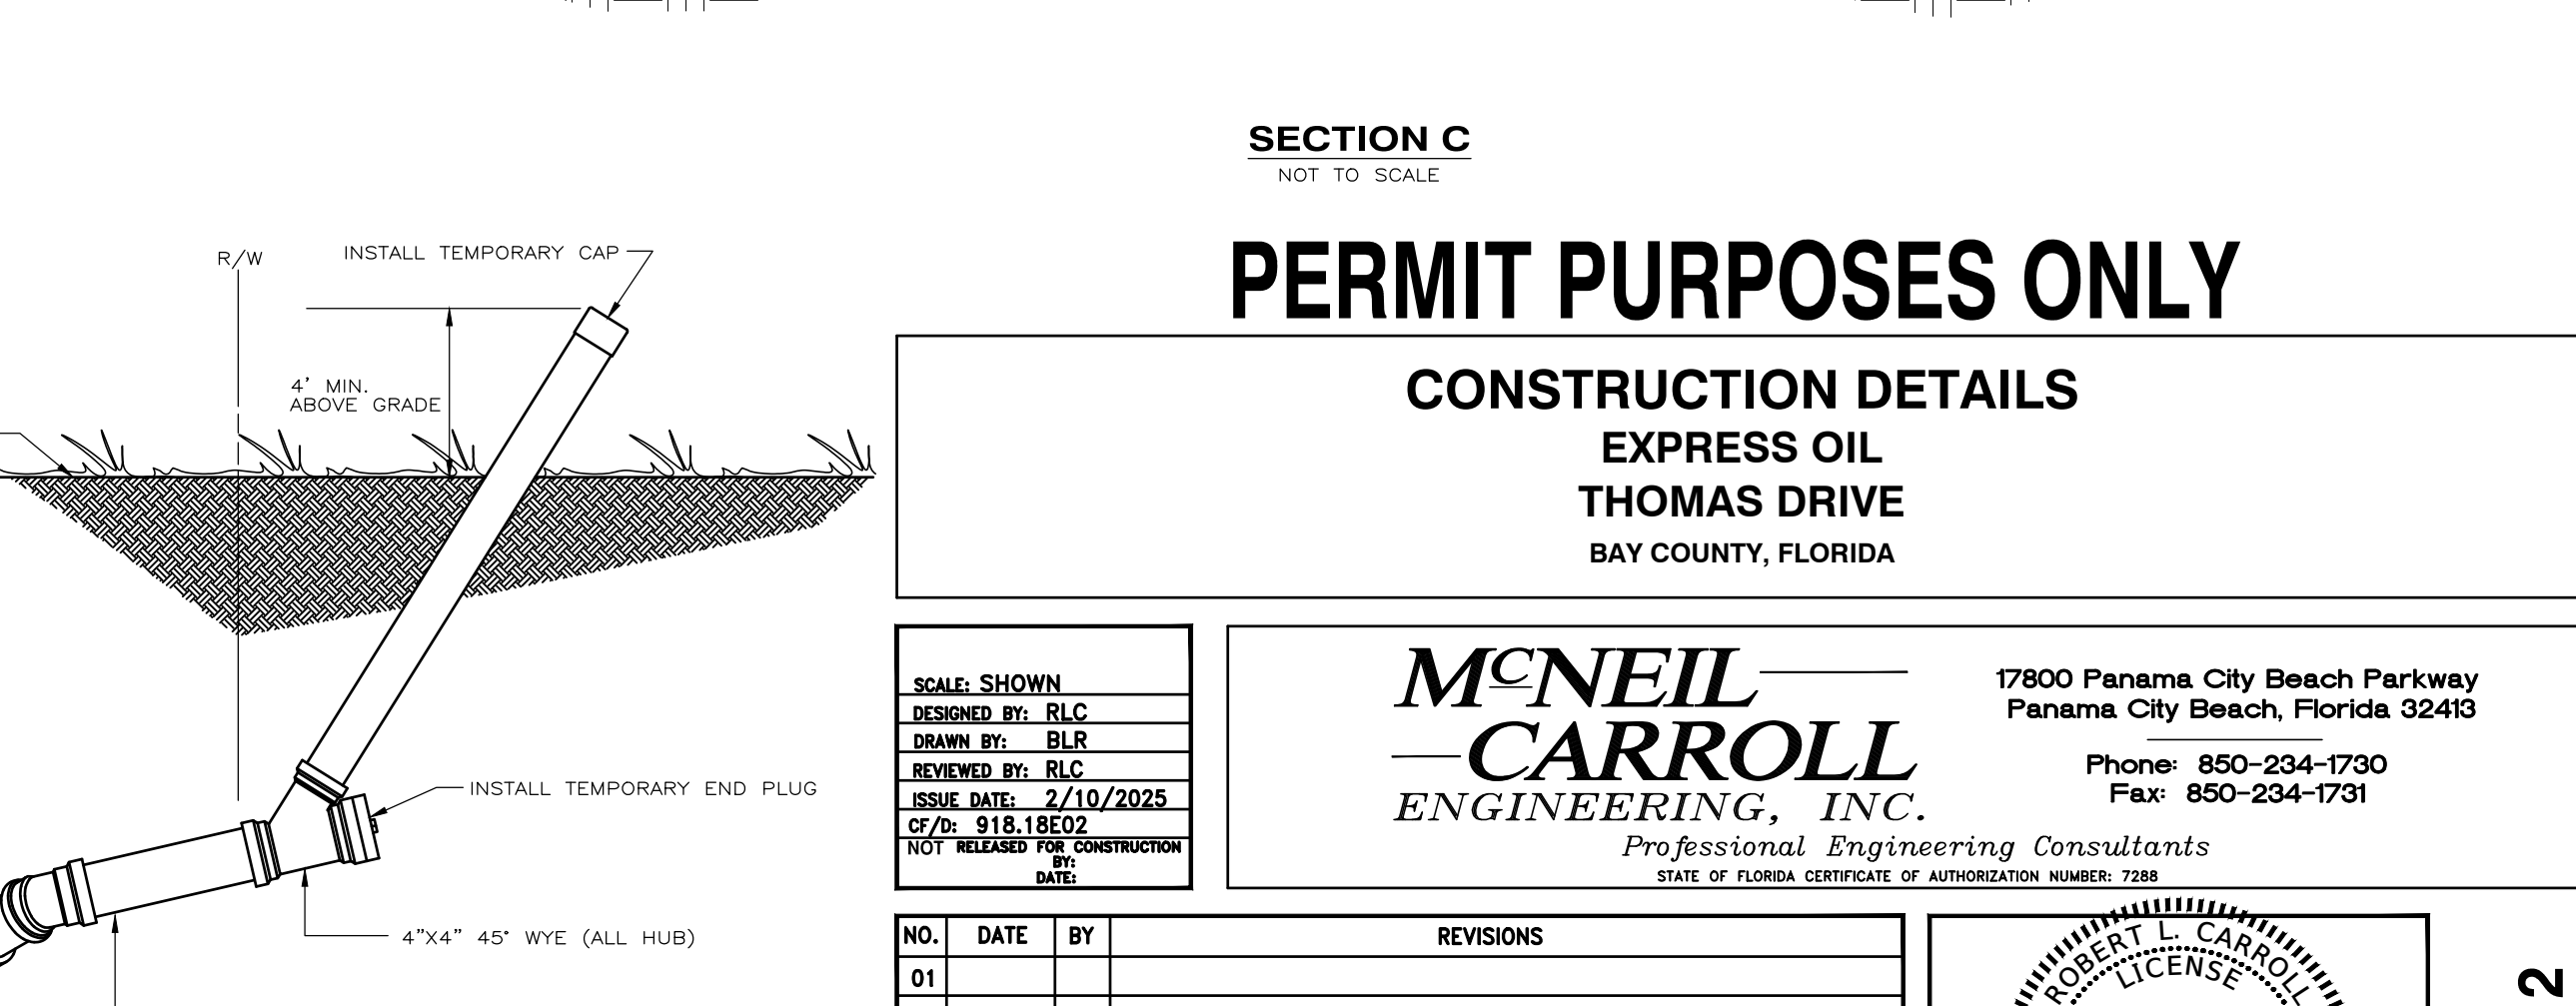 SECTION C
NOT TO SCALE
R/W
INSTALL TEMPORARY CAP
4' MIN.
ABOVE GRADE
INSTALL TEMPORARY END PLUG
4"X4" 45° WYE (ALL HUB)
PERMIT PURPOSES ONLY
CONSTRUCTION DETAILS
EXPRESS OIL
THOMAS DRIVE
BAY COUNTY, FLORIDA
SCALE: SHOWN
DESIGNED BY: RLC
DRAWN BY: BLR
REVIEWED BY: RLC
ISSUE DATE: 2/10/2025
CF/D: 918.18E02
NOT RELEASED FOR CONSTRUCTION
BY:
DATE:
McNEIL
CARROLL
ENGINEERING, INC.
Professional Engineering Consultants
STATE OF FLORIDA CERTIFICATE OF AUTHORIZATION NUMBER: 7288
17800 Panama City Beach Parkway
Panama City Beach, Florida 32413
Phone: 850-234-1730
Fax: 850-234-1731
NO. DATE BY REVISIONS
01
ROBERT L. CARROLL
LICENSE
2